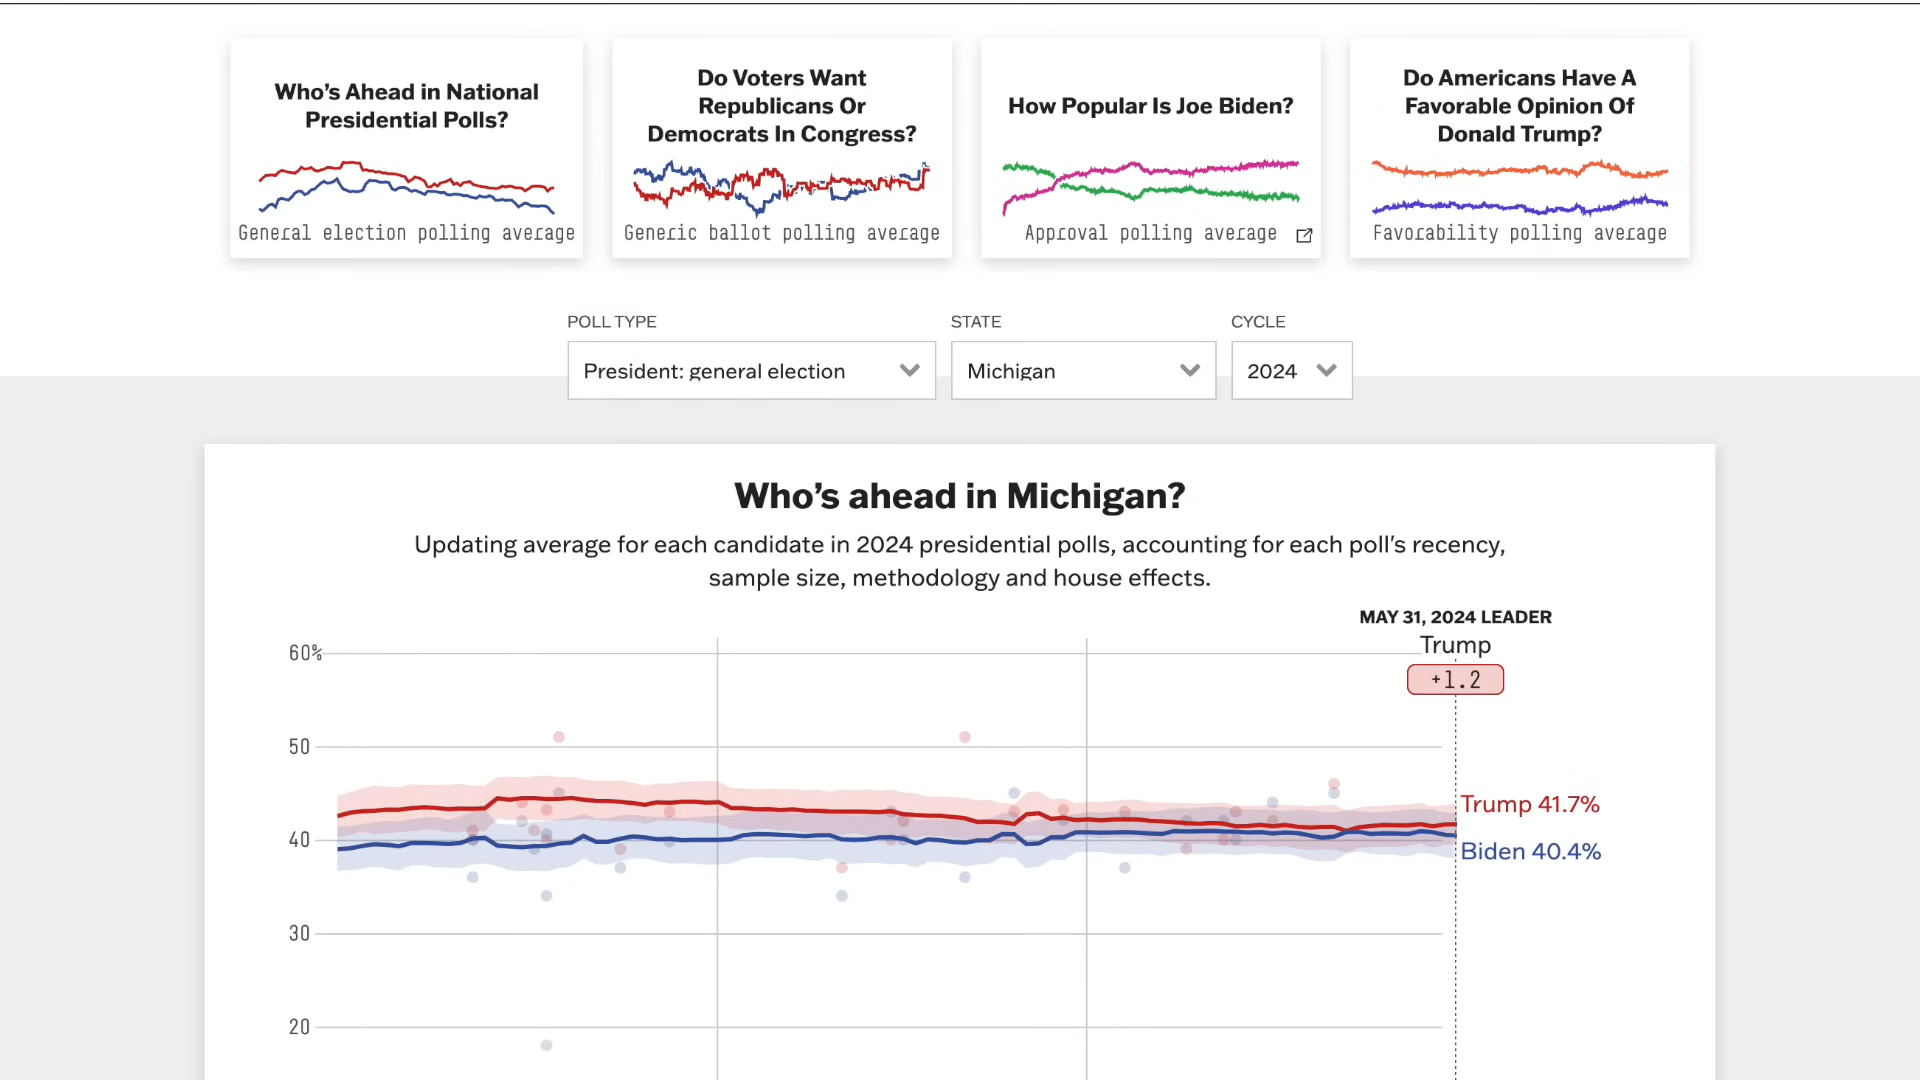 Who’s Ahead in National
Presidential Polls?
General election polling average
Do Voters Want
Republicans Or
Democrats In Congress?
Generic ballot polling average
How Popular Is Joe Biden?
Approval polling average
Do Americans Have A
Favorable Opinion Of
Donald Trump?
Favorability polling average
POLL TYPE
President: general election
STATE
Michigan
CYCLE
2024
Who’s ahead in Michigan?
Updating average for each candidate in 2024 presidential polls, accounting for each poll’s recency,
sample size, methodology and house effects.
MAY 31, 2024 LEADER
Trump
+1.2
60%
50
40
30
20
Trump 41.7%
Biden 40.4%